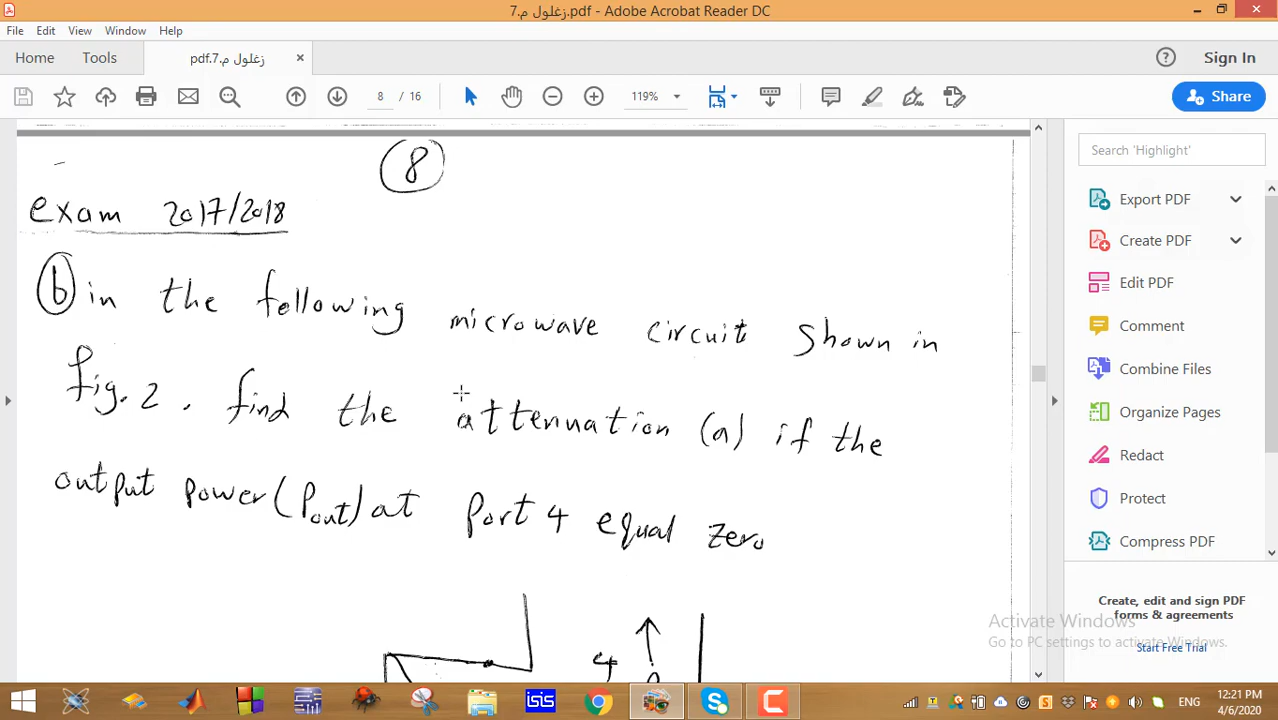 زغلول م.7.pdf - Adobe Acrobat Reader DC
File Edit View Window Help
Home Tools زغلول م.7.pdf × Sign In
8 / 16 119% Share
8
exam 2017/2018
b in the following microwave circuit shown in
fig. 2 . find the attenuation (a) if the
output power (Pout) at port 4 equal zero
4
Search 'Highlight'
Export PDF
Create PDF
Edit PDF
Comment
Combine Files
Organize Pages
Redact
Protect
Compress PDF
Create, edit and sign PDF
forms & agreements
Start Free Trial
Activate Windows
Go to PC settings to activate Windows.
isis
12:21 PM
4/6/2020